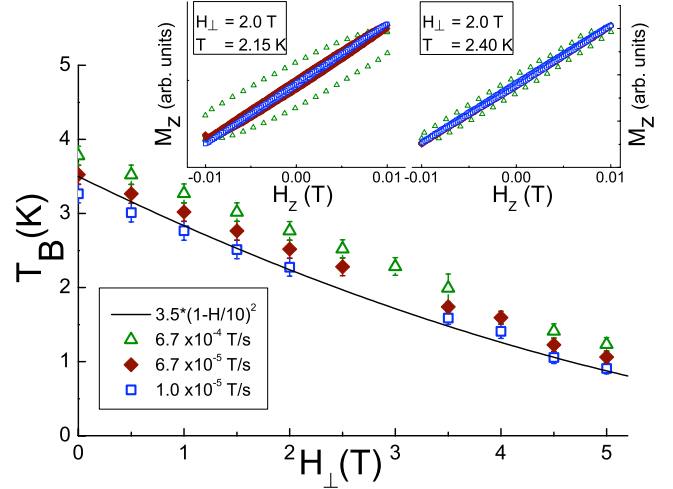 H⊥ = 2.0 T
T = 2.15 K
M_Z (arb. units)
-0.01 0.00 0.01
H_Z (T)
H⊥ = 2.0 T
T = 2.40 K
M_Z (arb. units)
-0.01 0.00 0.01
H_Z (T)
T_B(K)
5
4
3
2
1
0
3.5*(1-H/10)²
6.7 x10⁻⁴ T/s
6.7 x10⁻⁵ T/s
1.0 x10⁻⁵ T/s
0 1 2 3 4 5
H⊥(T)